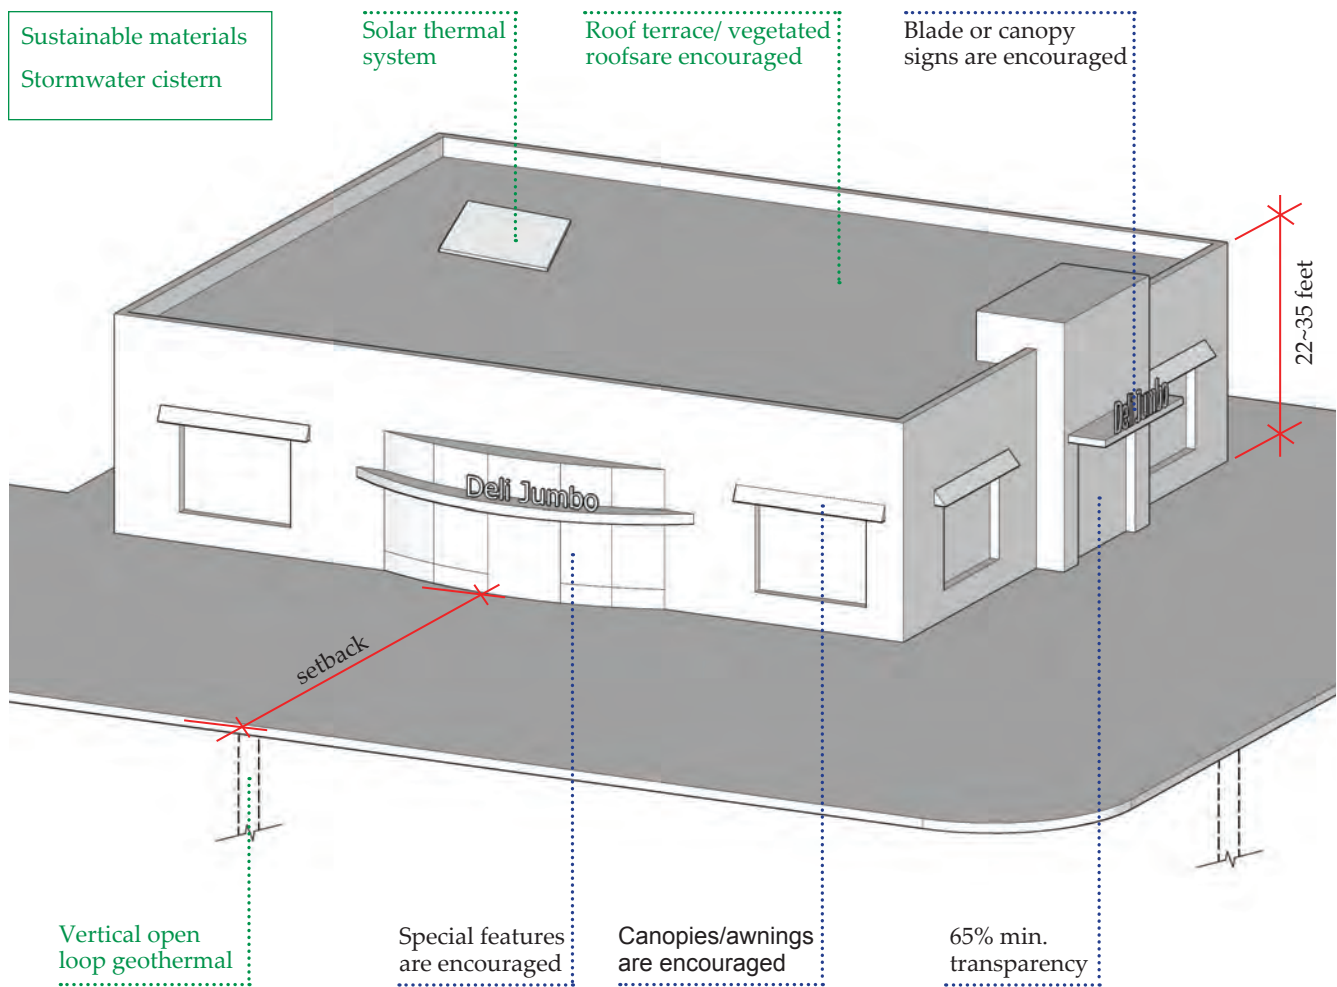 Sustainable materials
Stormwater cistern
Solar thermal
system
Roof terrace/ vegetated
roofsare encouraged
Blade or canopy
signs are encouraged
22~35 feet
Deli Jumbo
Deli Jumbo
setback
Vertical open
loop geothermal
Special features
are encouraged
Canopies/awnings
are encouraged
65% min.
transparency